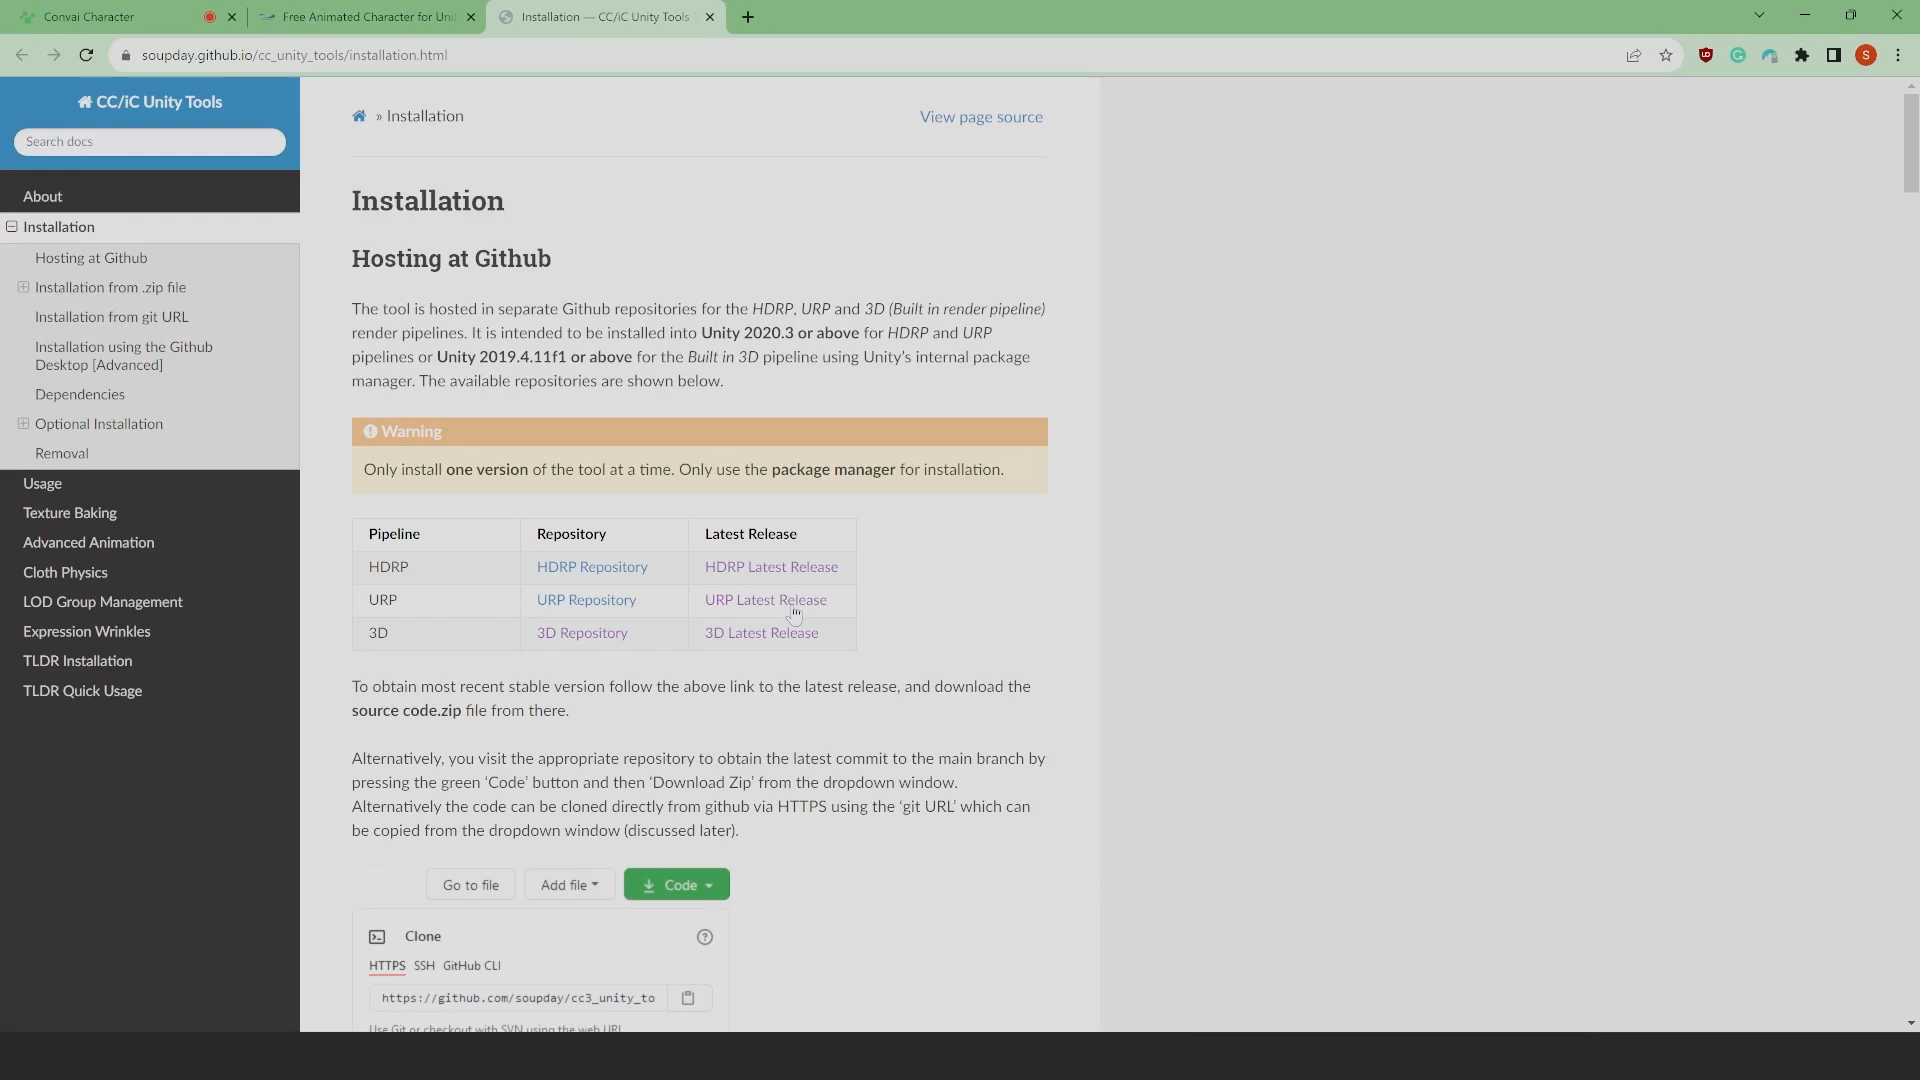 Convai Character
Free Animated Character for Uni
Installation — CC/iC Unity Tools
soupday.github.io/cc_unity_tools/installation.html
S
CC/iC Unity Tools
Search docs
About
Installation
Hosting at Github
Installation from .zip file
Installation from git URL
Installation using the Github
Desktop [Advanced]
Dependencies
Optional Installation
Removal
Usage
Texture Baking
Advanced Animation
Cloth Physics
LOD Group Management
Expression Wrinkles
TLDR Installation
TLDR Quick Usage
» Installation
View page source
Installation
Hosting at Github
The tool is hosted in separate Github repositories for the HDRP, URP and 3D (Built in render pipeline)
render pipelines. It is intended to be installed into Unity 2020.3 or above for HDRP and URP
pipelines or Unity 2019.4.11f1 or above for the Built in 3D pipeline using Unity's internal package
manager. The available repositories are shown below.
Warning
Only install one version of the tool at a time. Only use the package manager for installation.
Pipeline Repository Latest Release
HDRP HDRP Repository HDRP Latest Release
URP URP Repository URP Latest Release
3D 3D Repository 3D Latest Release
To obtain most recent stable version follow the above link to the latest release, and download the
source code.zip file from there.
Alternatively, you visit the appropriate repository to obtain the latest commit to the main branch by
pressing the green ‘Code’ button and then ‘Download Zip’ from the dropdown window.
Alternatively the code can be cloned directly from github via HTTPS using the ‘git URL’ which can
be copied from the dropdown window (discussed later).
Go to file Add file Code
Clone
HTTPS SSH GitHub CLI
https://github.com/soupday/cc3_unity_to
Use Git or checkout with SVN using the web URL